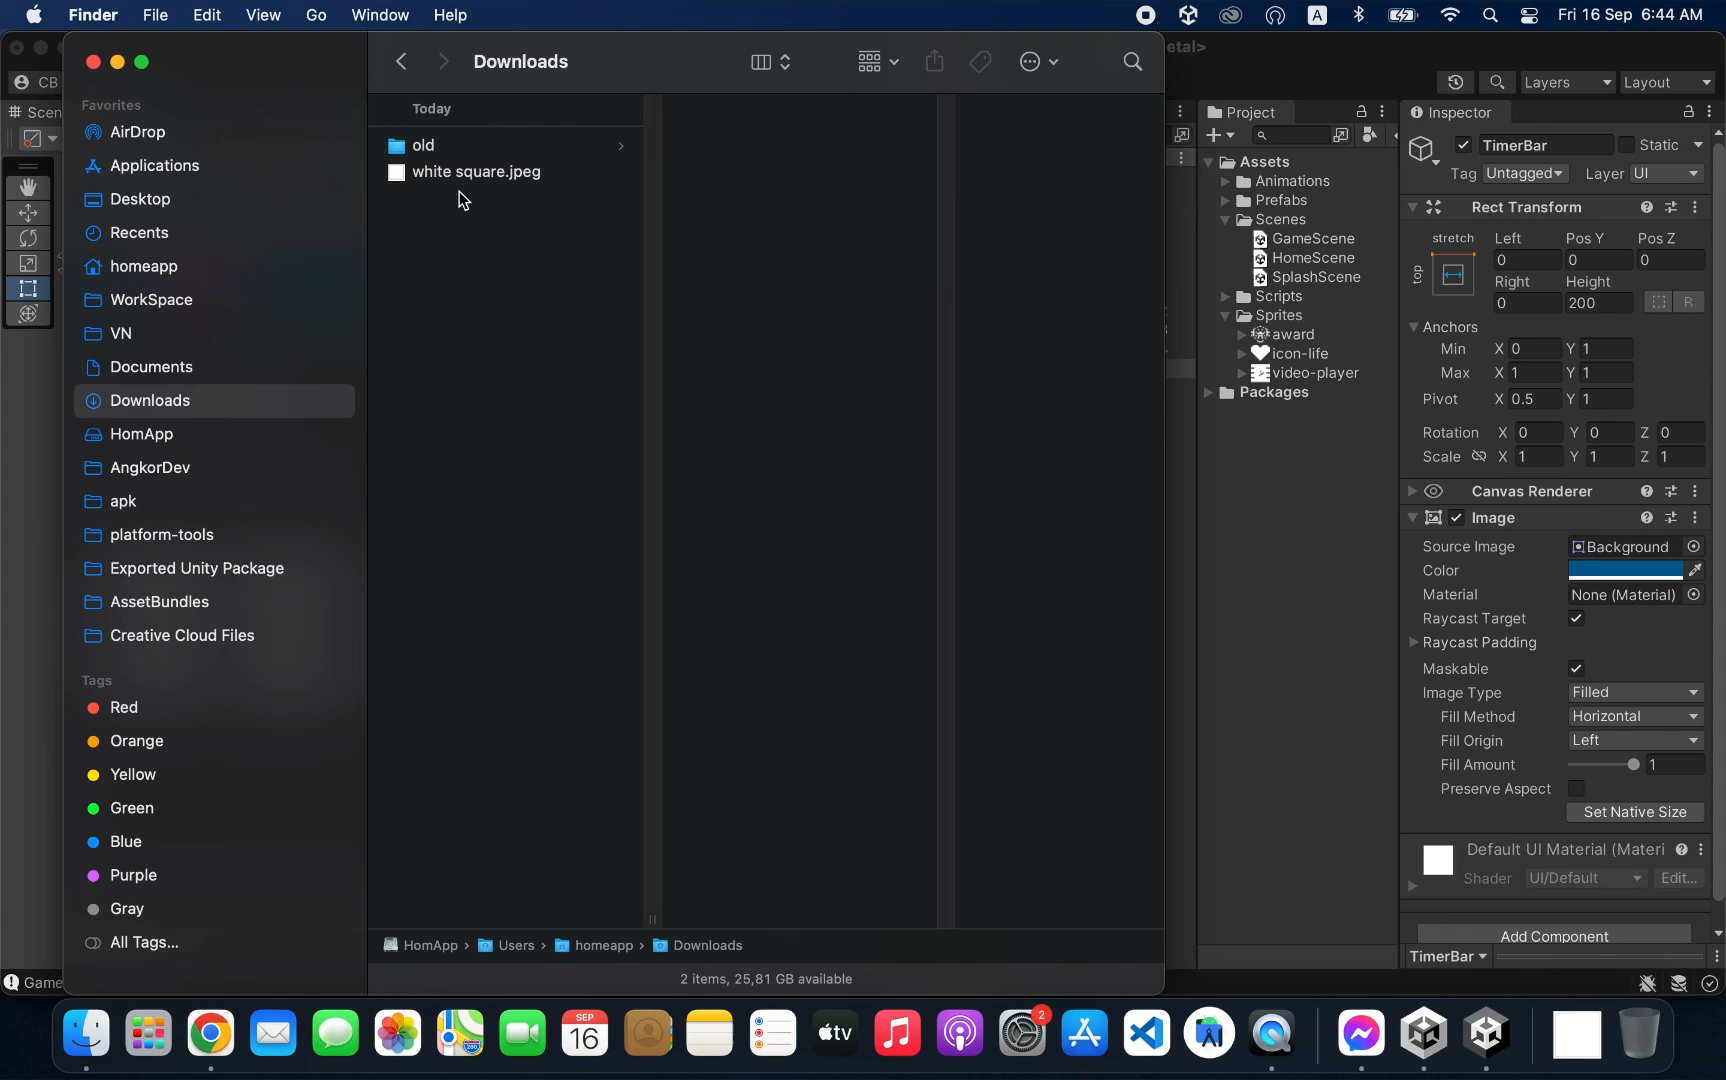 Finder File Edit View Go Window Help
A
Fri 16 Sep 6:44 AM
CB
Scen
Game
Favorites
AirDrop
Applications
Desktop
Recents
homeapp
WorkSpace
VN
Documents
Downloads
HomApp
AngkorDev
apk
platform-tools
Exported Unity Package
AssetBundles
Creative Cloud Files
Tags
Red
Orange
Yellow
Green
Blue
Purple
Gray
All Tags...
Downloads
Today
old
white square.jpeg
HomApp › Users › homeapp › Downloads
2 items, 25,81 GB available
etal>
Layers Layout
Project
Assets
Animations
Prefabs
Scenes
GameScene
HomeScene
SplashScene
Scripts
Sprites
award
icon-life
video-player
Packages
Inspector
TimerBar Static
Tag Untagged Layer UI
Rect Transform
stretch Left Pos Y Pos Z
top 0 0 0
Right Height
0 200 R
Anchors
Min X 0 Y 1
Max X 1 Y 1
Pivot X 0.5 Y 1
Rotation X 0 Y 0 Z 0
Scale X 1 Y 1 Z 1
Canvas Renderer
Image
Source Image Background
Color
Material None (Material)
Raycast Target
Raycast Padding
Maskable
Image Type Filled
Fill Method Horizontal
Fill Origin Left
Fill Amount 1
Preserve Aspect
Set Native Size
Default UI Material (Materi
Shader UI/Default Edit...
Add Component
TimerBar
SEP
16
tv
2